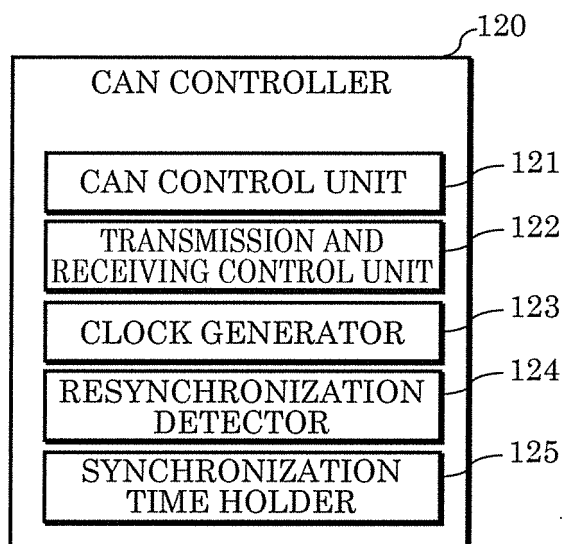 120
CAN CONTROLLER
CAN CONTROL UNIT
121
TRANSMISSION AND
RECEIVING CONTROL UNIT
122
CLOCK GENERATOR
123
RESYNCHRONIZATION
DETECTOR
124
SYNCHRONIZATION
TIME HOLDER
125